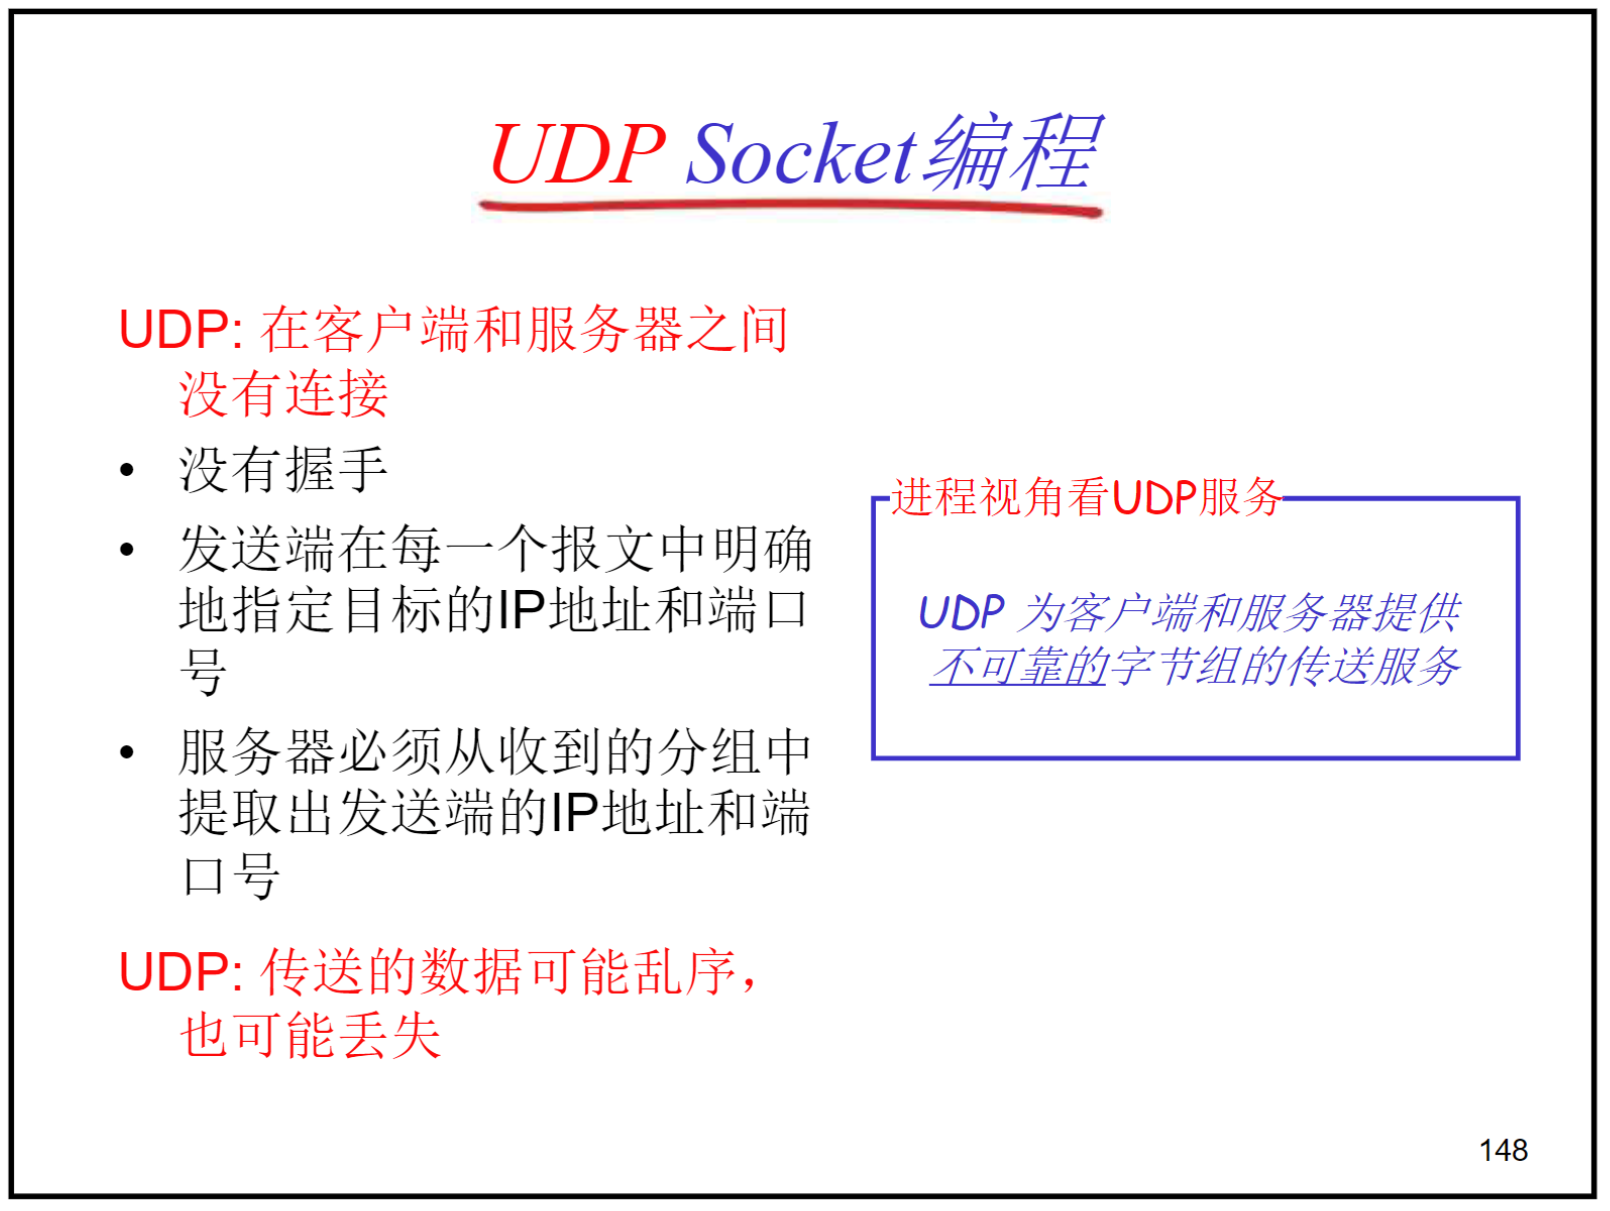 UDP Socket编程
UDP: 在客户端和服务器之间
没有连接
• 没有握手
• 发送端在每一个报文中明确
地指定目标的IP地址和端口
号
• 服务器必须从收到的分组中
提取出发送端的IP地址和端
口号
UDP: 传送的数据可能乱序，
也可能丢失
进程视角看UDP服务
UDP 为客户端和服务器提供
不可靠的字节组的传送服务
148